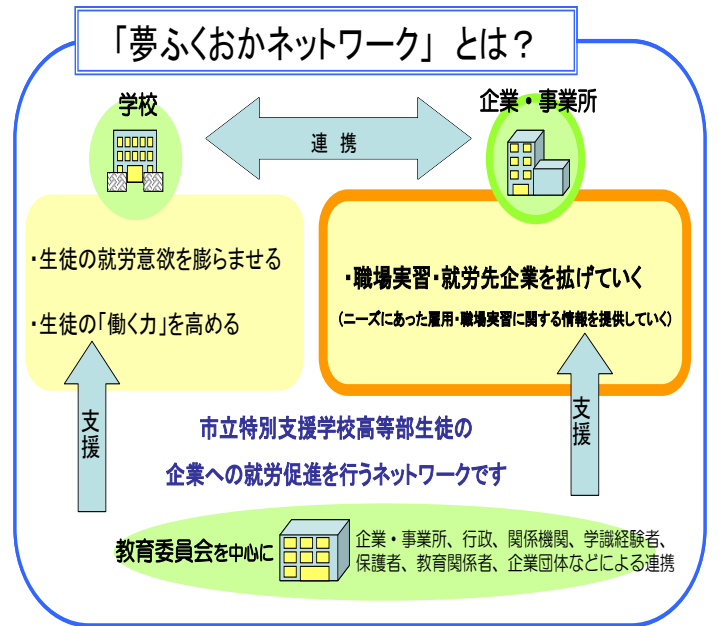 「夢ふくおかネットワーク」とは?
学校
企業・事業所
連携
・生徒の就労意欲を膨らませる
・生徒の「働く力」を高める
・職場実習・就労先企業を拡げていく
(ニーズにあった雇用・職場実習に関する情報を提供していく)
支援
支援
市立特別支援学校高等部生徒の
企業への就労促進を行うネットワークです
教育委員会を中心に
企業・事業所、行政、関係機関、学識経験者、
保護者、教育関係者、企業団体などによる連携